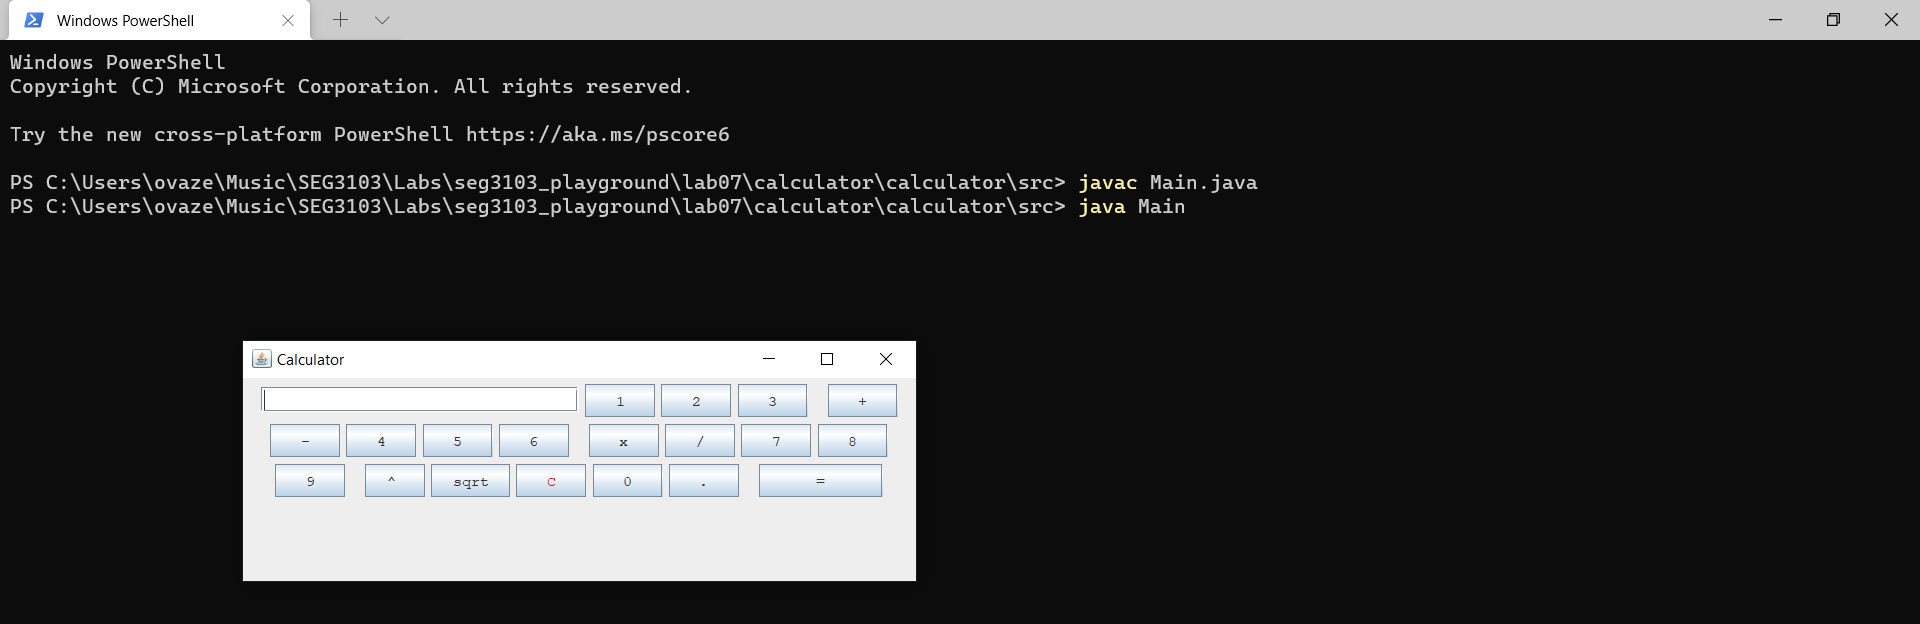 Windows PowerShell
Windows PowerShell
Copyright (C) Microsoft Corporation. All rights reserved.
Try the new cross-platform PowerShell https://aka.ms/pscore6
PS C:\Users\ovaze\Music\SEG3103\Labs\seg3103_playground\lab07\calculator\calculator\src> javac Main.java
PS C:\Users\ovaze\Music\SEG3103\Labs\seg3103_playground\lab07\calculator\calculator\src> java Main
Calculator
1 2 3 +
- 4 5 6 x / 7 8
9 ^ sqrt C 0 . =